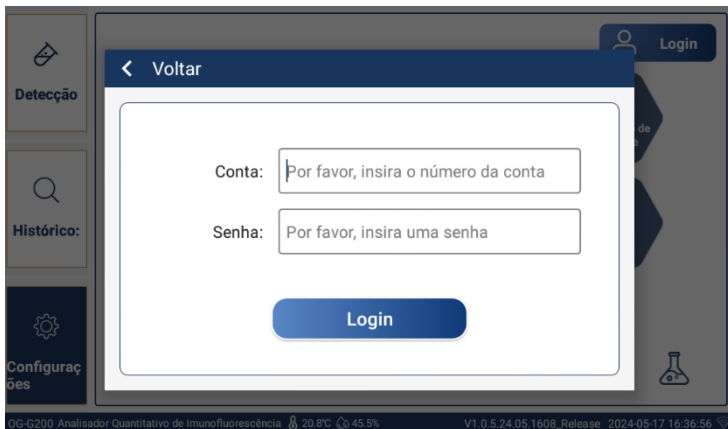 Login
Voltar
Detecção
de
Conta:
Por favor, insira o número da conta
Histórico:
Senha:
Por favor, insira uma senha
Login
Configuraç
ões
OG-G200 Analisador Quantitativo de Imunofluorescência 20.8℃ 45.5% V1.0.5.24.05.1608_Release 2024-05-17 16:36:56